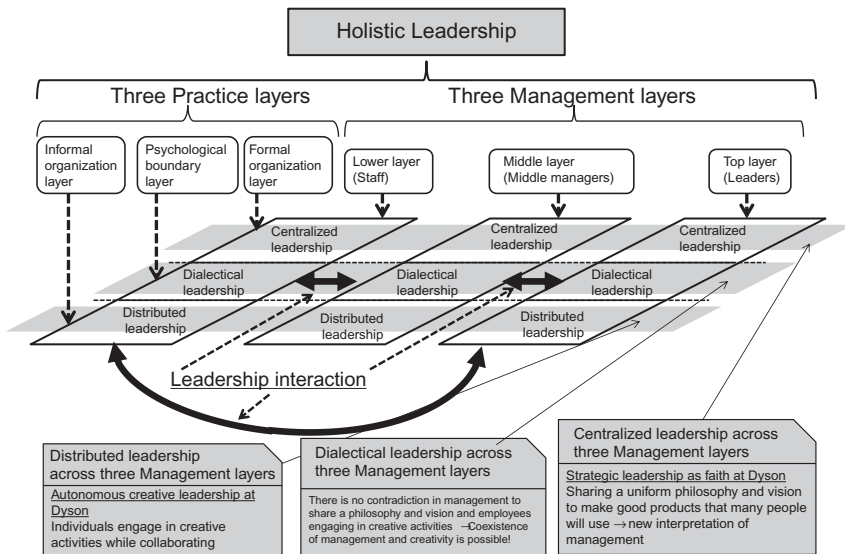 Holistic Leadership
Three Practice layers
Three Management layers
Informal
organization
layer
Psychological
boundary
layer
Formal
organization
layer
Lower layer
(Staff)
Middle layer
(Middle managers)
Top layer
(Leaders)
Centralized
leadership
Centralized
leadership
Centralized
leadership
Dialectical
leadership
Dialectical
leadership
Dialectical
leadership
Distributed
leadership
Distributed
leadership
Distributed
leadership
Leadership interaction
Distributed leadership
across three Management layers
Autonomous creative leadership at
Dyson
Individuals engage in creative
activities while collaborating
Dialectical leadership across
three Management layers
There is no contradiction in management to
share a philosophy and vision and employees
engaging in creative activities →Coexistence
of management and creativity is possible!
Centralized leadership across
three Management layers
Strategic leadership as faith at Dyson
Sharing a uniform philosophy and vision
to make good products that many people
will use →new interpretation of
management